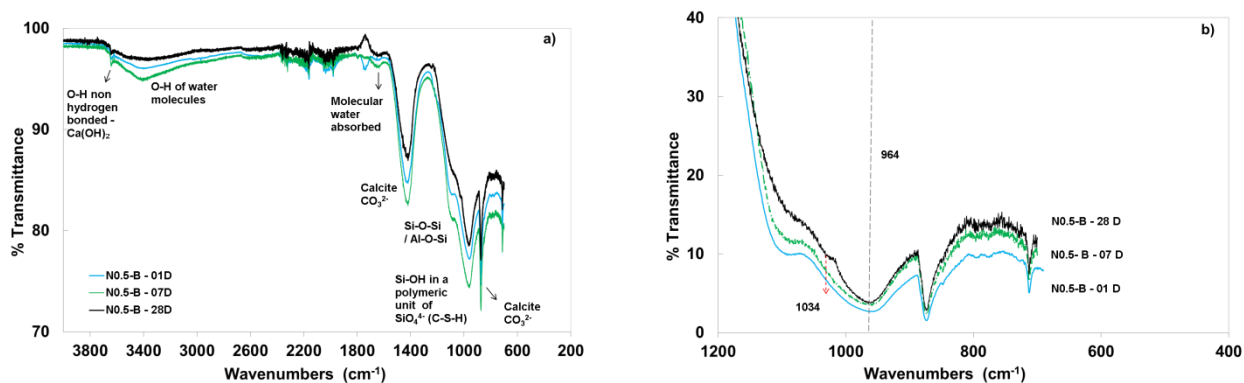 a)
100
90
80
70
% Transmittance
O-H non
hydrogen
bonded -
Ca(OH)₂
O-H of water
molecules
Molecular
water
absorbed
Calcite
CO₃²⁻
Si-O-Si
/ Al-O-Si
Si-OH in a
polymeric
unit of
SiO₄⁴⁻ (C-S-H)
Calcite
CO₃²⁻
N0.5-B - 01D
N0.5-B - 07D
N0.5-B - 28D
3800 3400 3000 2600 2200 1800 1400 1000 600 200
Wavenumbers (cm⁻¹)
b)
40
30
20
10
0
% Transmittance
964
1034
N0.5-B - 28 D
N0.5- B - 07 D
N0.5-B - 01 D
1200 1000 800 600 400
Wavenumbers (cm⁻¹)